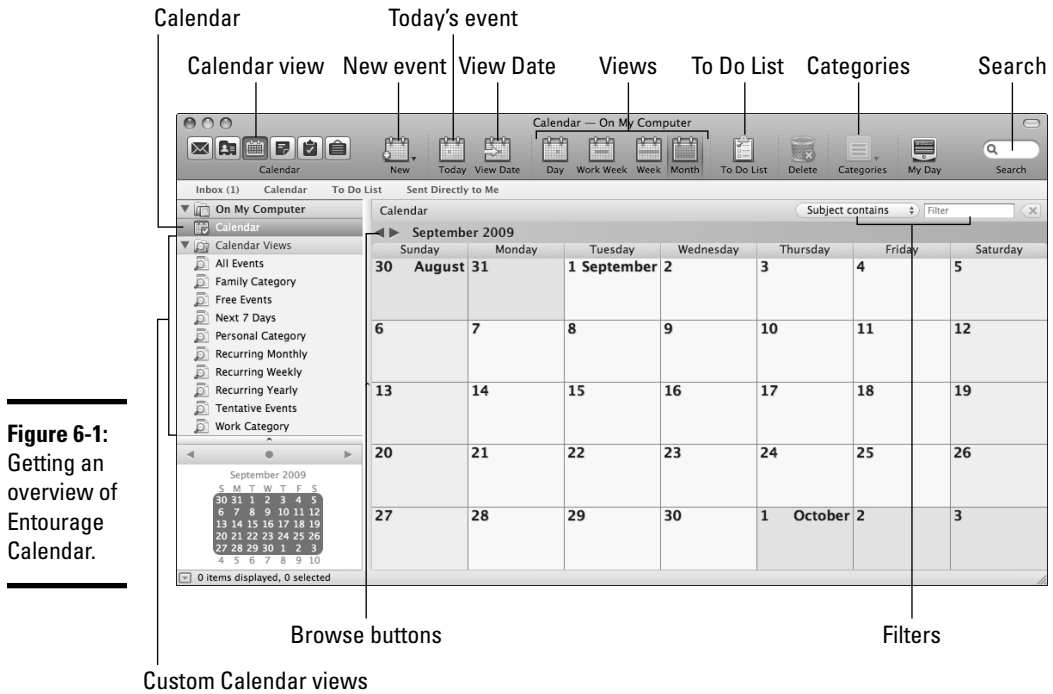 Calendar
Today's event
Calendar view
New event
View Date
Views
To Do List
Categories
Search
Calendar — On My Computer
Calendar
New
Today
View Date
Day
Work Week
Week
Month
To Do List
Delete
Categories
My Day
Search
Inbox (1)
Calendar
To Do List
Sent Directly to Me
On My Computer
Calendar
Calendar Views
All Events
Family Category
Free Events
Next 7 Days
Personal Category
Recurring Monthly
Recurring Weekly
Recurring Yearly
Tentative Events
Work Category
September 2009
S M T W T F S
30 31 1 2 3 4 5
6 7 8 9 10 11 12
13 14 15 16 17 18 19
20 21 22 23 24 25 26
27 28 29 30 1 2 3
4 5 6 7 8 9 10
0 items displayed, 0 selected
Calendar
Subject contains
Filter
September 2009
Sunday Monday Tuesday Wednesday Thursday Friday Saturday
30 August 31 1 September 2 3 4 5
6 7 8 9 10 11 12
13 14 15 16 17 18 19
20 21 22 23 24 25 26
27 28 29 30 1 October 2 3
Browse buttons
Filters
Custom Calendar views
Figure 6-1:
Getting an
overview of
Entourage
Calendar.